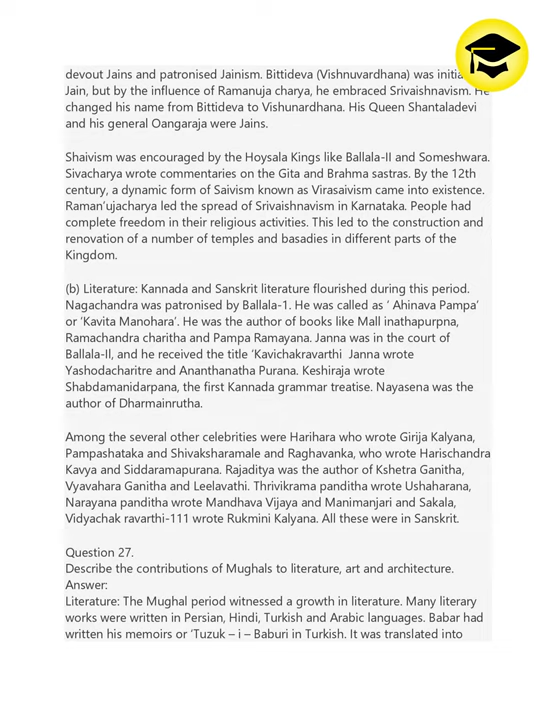 devout Jains and patronised Jainism. Bittideva (Vishnuvardhana) was
Jain, but by the influence of Ramanuja charya, he embraced Srivaishnavism. He
changed his name from Bittideva to Vishunardhana. His Queen Shantaladevi
and his general Oangaraja were Jains.
Shaivism was encouraged by the Hoysala Kings like Ballala-II and Someshwara.
Sivacharya wrote commentaries on the Gita and Brahma sastras. By the 12th
century, a dynamic form of Saivism known as Virasaivism came into existence.
Raman’ujacharya led the spread of Srivaishnavism in Karnataka. People had
complete freedom in their religious activities. This led to the construction and
renovation of a number of temples and basadies in different parts of the
Kingdom.
(b) Literature: Kannada and Sanskrit literature flourished during this period.
Nagachandra was patronised by Ballala-1. He was called as ‘ Ahinava Pampa’
or ‘Kavita Manohara’. He was the author of books like Mall inathapurpna,
Ramachandra charitha and Pampa Ramayana. Janna was in the court of
Ballala-II, and he received the title ‘Kavichakravarthi Janna wrote
Yashodacharitre and Ananthanatha Purana. Keshiraja wrote
Shabdamanidarpana, the first Kannada grammar treatise. Nayasena was the
author of Dharmainrutha.
Among the several other celebrities were Harihara who wrote Girija Kalyana,
Pampashataka and Shivaksharamale and Raghavanka, who wrote Harischandra
Kavya and Siddaramapurana. Rajaditya was the author of Kshetra Ganitha,
Vyavahara Ganitha and Leelavathi. Thrivikrama panditha wrote Ushaharana,
Narayana panditha wrote Mandhava Vijaya and Manimanjari and Sakala,
Vidyachak ravarthi-111 wrote Rukmini Kalyana. All these were in Sanskrit.
Question 27.
Describe the contributions of Mughals to literature, art and architecture.
Answer:
Literature: The Mughal period witnessed a growth in literature. Many literary
works were written in Persian, Hindi, Turkish and Arabic languages. Babar had
written his memoirs or ‘Tuzuk – i – Baburi in Turkish. It was translated into